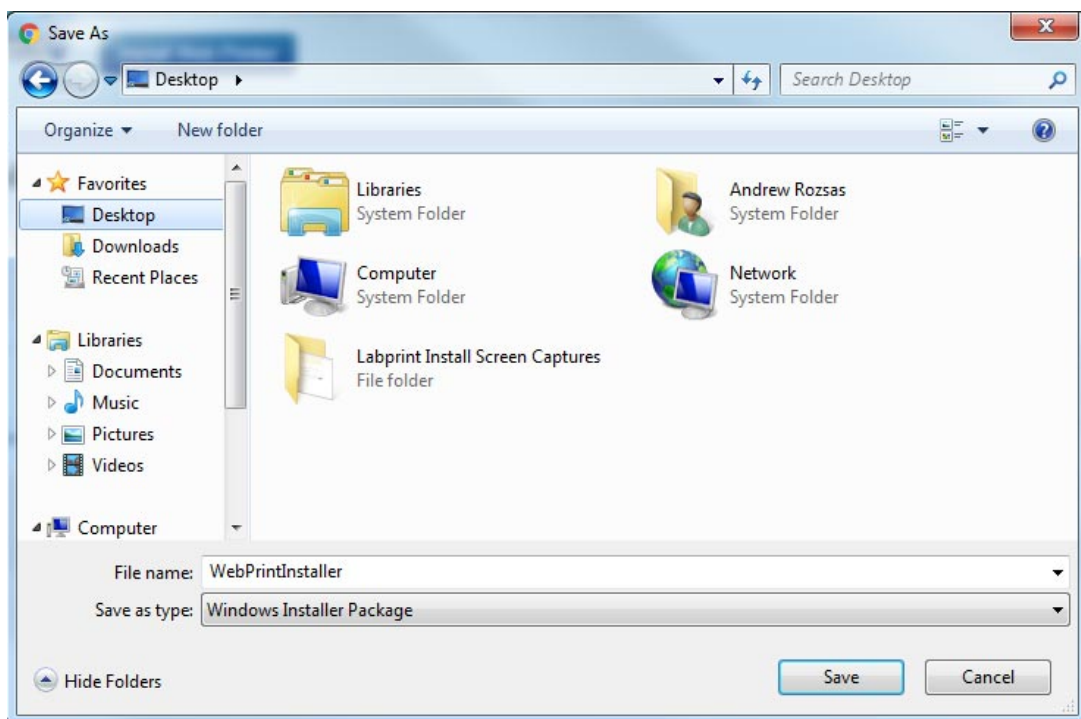 Save As
Desktop
Search Desktop
Organize
New folder
Favorites
Desktop
Downloads
Recent Places
Libraries
Documents
Music
Pictures
Videos
Computer
Libraries
System Folder
Andrew Rozsas
System Folder
Computer
System Folder
Network
System Folder
Labprint Install Screen Captures
File folder
File name: WebPrintInstaller
Save as type: Windows Installer Package
Hide Folders
Save
Cancel